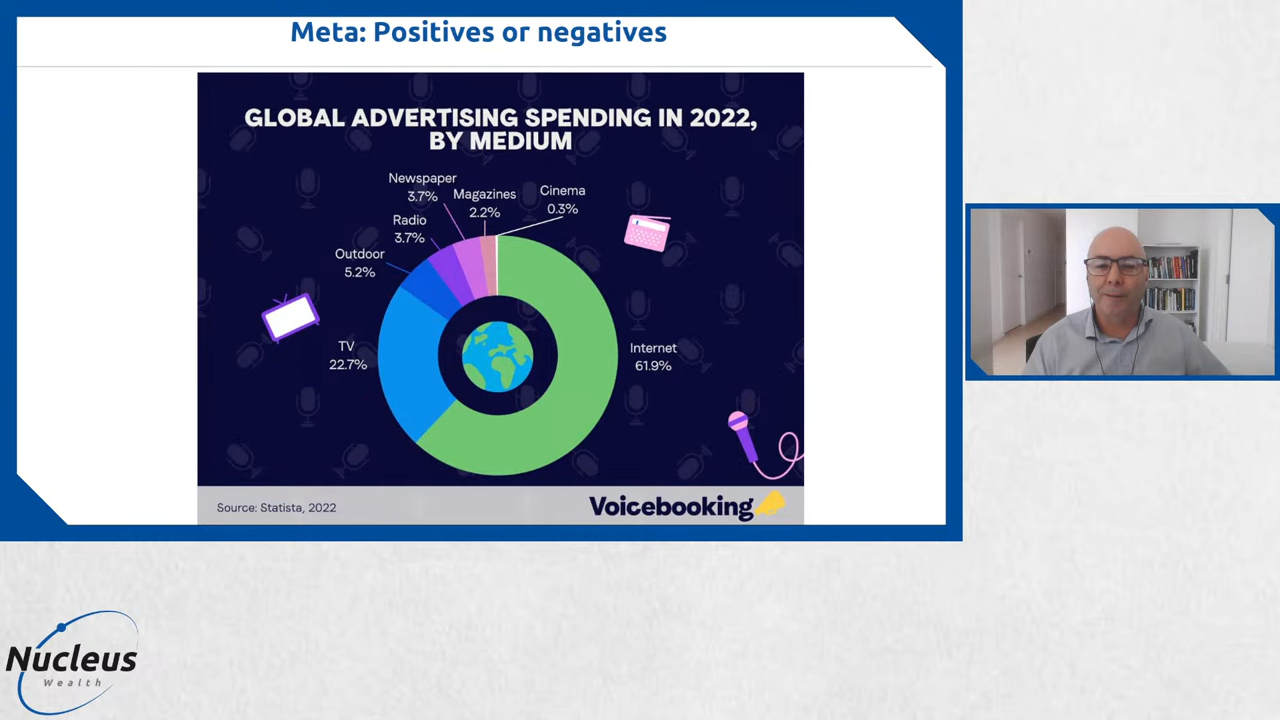 Meta: Positives or negatives
GLOBAL ADVERTISING SPENDING IN 2022,
BY MEDIUM
Newspaper
3.7%
Magazines
2.2%
Cinema
0.3%
Radio
3.7%
Outdoor
5.2%
TV
22.7%
Internet
61.9%
Source: Statista, 2022
Voicebooking
Nucleus
Wealth